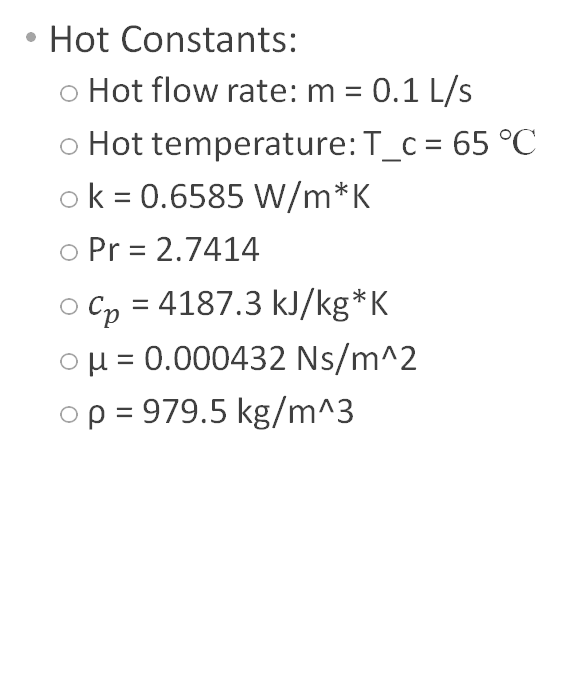 • Hot Constants:
○ Hot flow rate: m = 0.1 L/s
○ Hot temperature: T_c = 65 °C
○ k = 0.6585 W/m*K
○ Pr = 2.7414
○ c_p = 4187.3 kJ/kg*K
○ μ = 0.000432 Ns/m^2
○ ρ = 979.5 kg/m^3